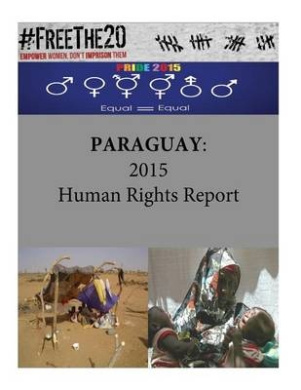 #FREETHE20
EMPOWER WOMEN. DON'T IMPRISON THEM
PRIDE 2015
Equal = Equal
PARAGUAY:
2015
Human Rights Report